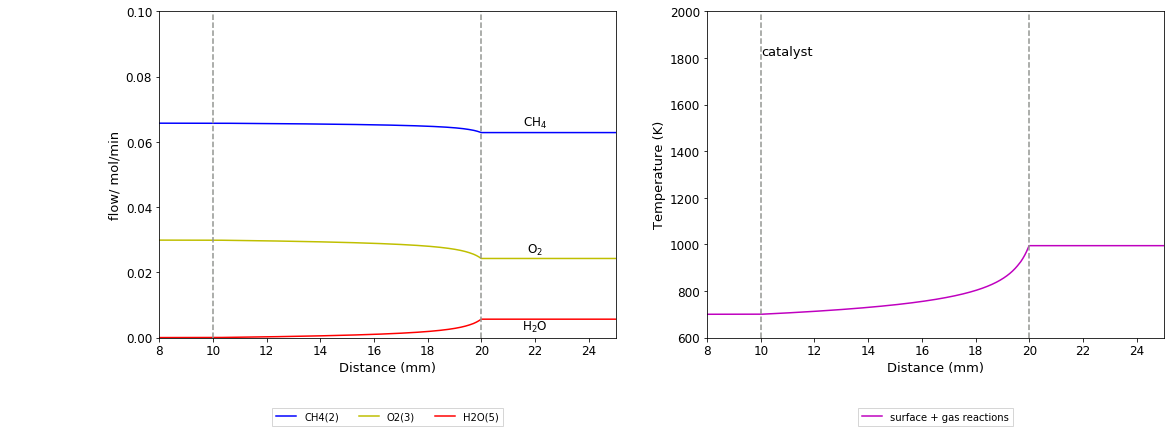 0.10
0.08
0.06
0.04
0.02
0.00
flow/ mol/min
CH₄
O₂
H₂O
8 10 12 14 16 18 20 22 24
Distance (mm)
CH4(2) O2(3) H2O(5)
2000
1800
1600
1400
1200
1000
800
600
Temperature (K)
catalyst
8 10 12 14 16 18 20 22 24
Distance (mm)
surface + gas reactions